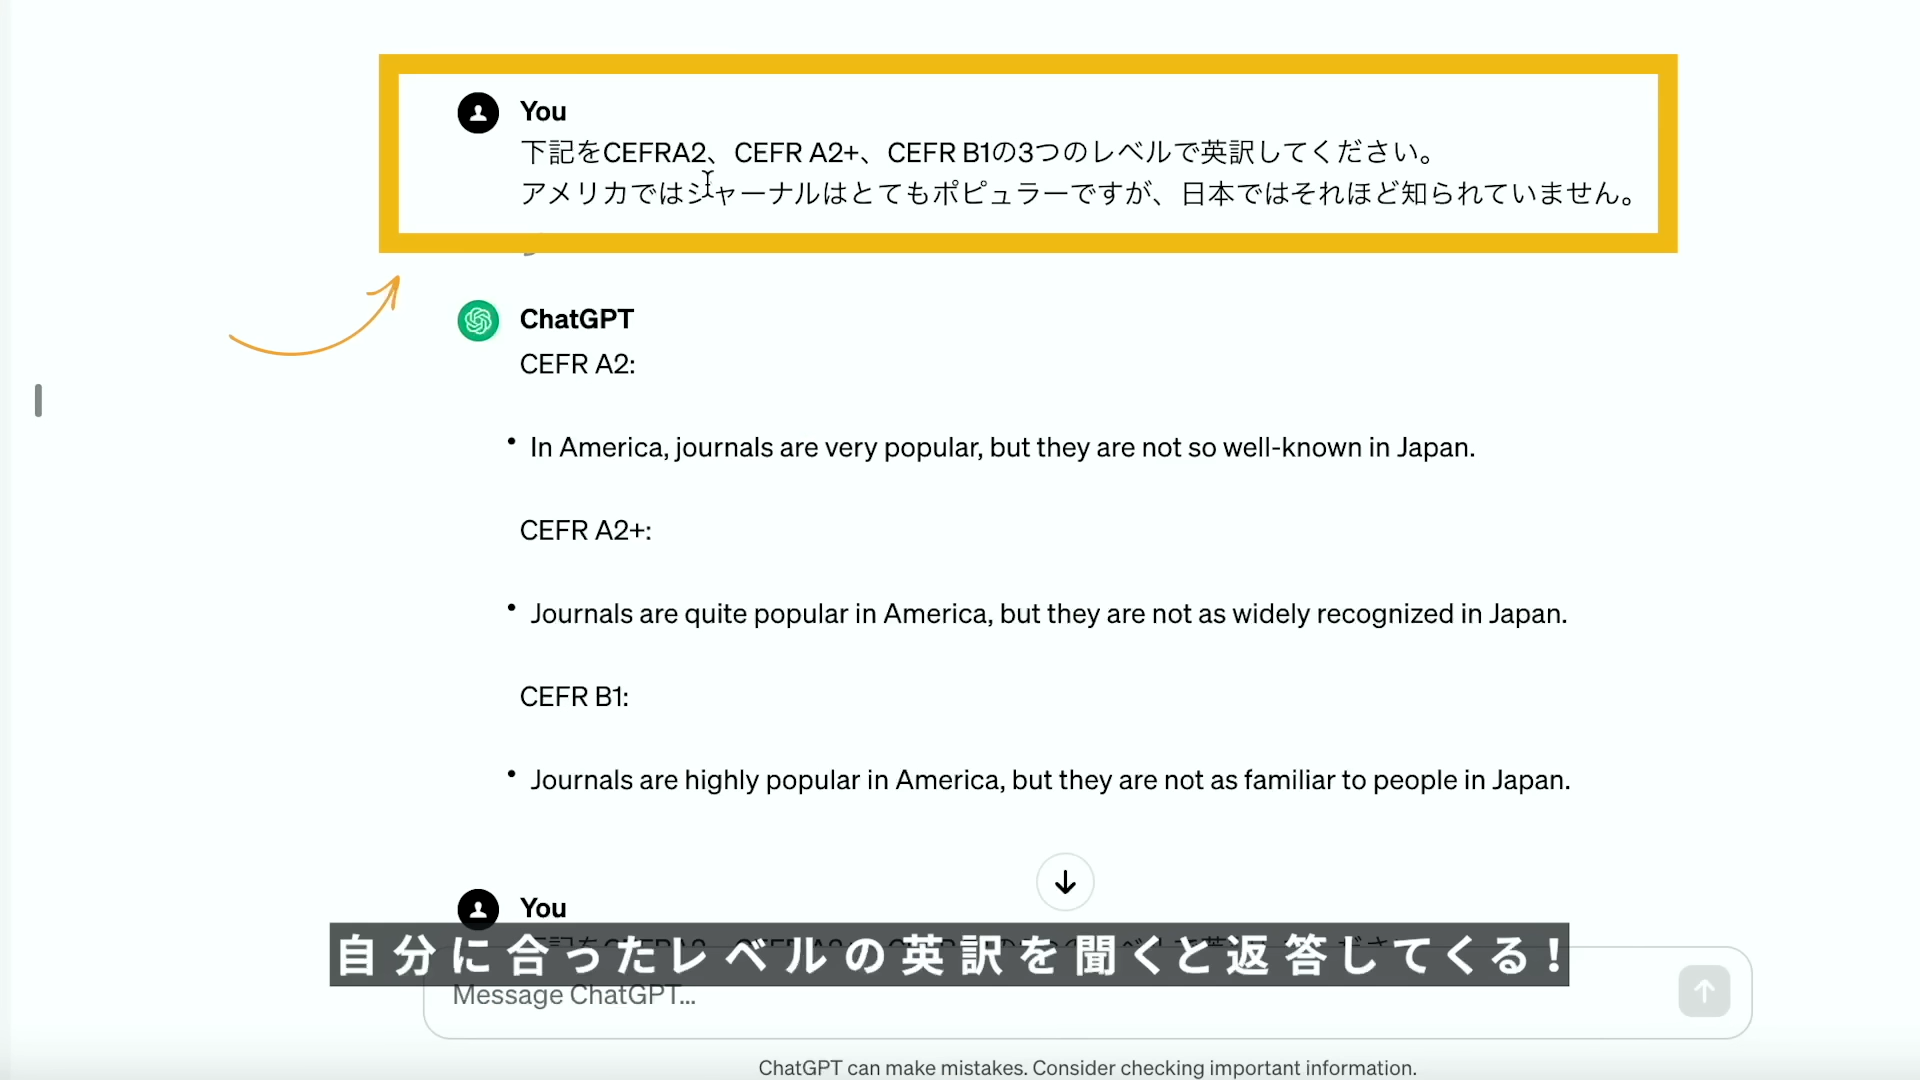 You
下記をCEFRA2、CEFR A2+、CEFR B1の3つのレベルで英訳してください。
アメリカではジャーナルはとてもポピュラーですが、日本ではそれほど知られていません。
ChatGPT
CEFR A2:
• In America, journals are very popular, but they are not so well-known in Japan.
CEFR A2+:
• Journals are quite popular in America, but they are not as widely recognized in Japan.
CEFR B1:
• Journals are highly popular in America, but they are not as familiar to people in Japan.
You
自分に合ったレベルの英訳を聞くと返答してくる！
Message ChatGPT...
ChatGPT can make mistakes. Consider checking important information.